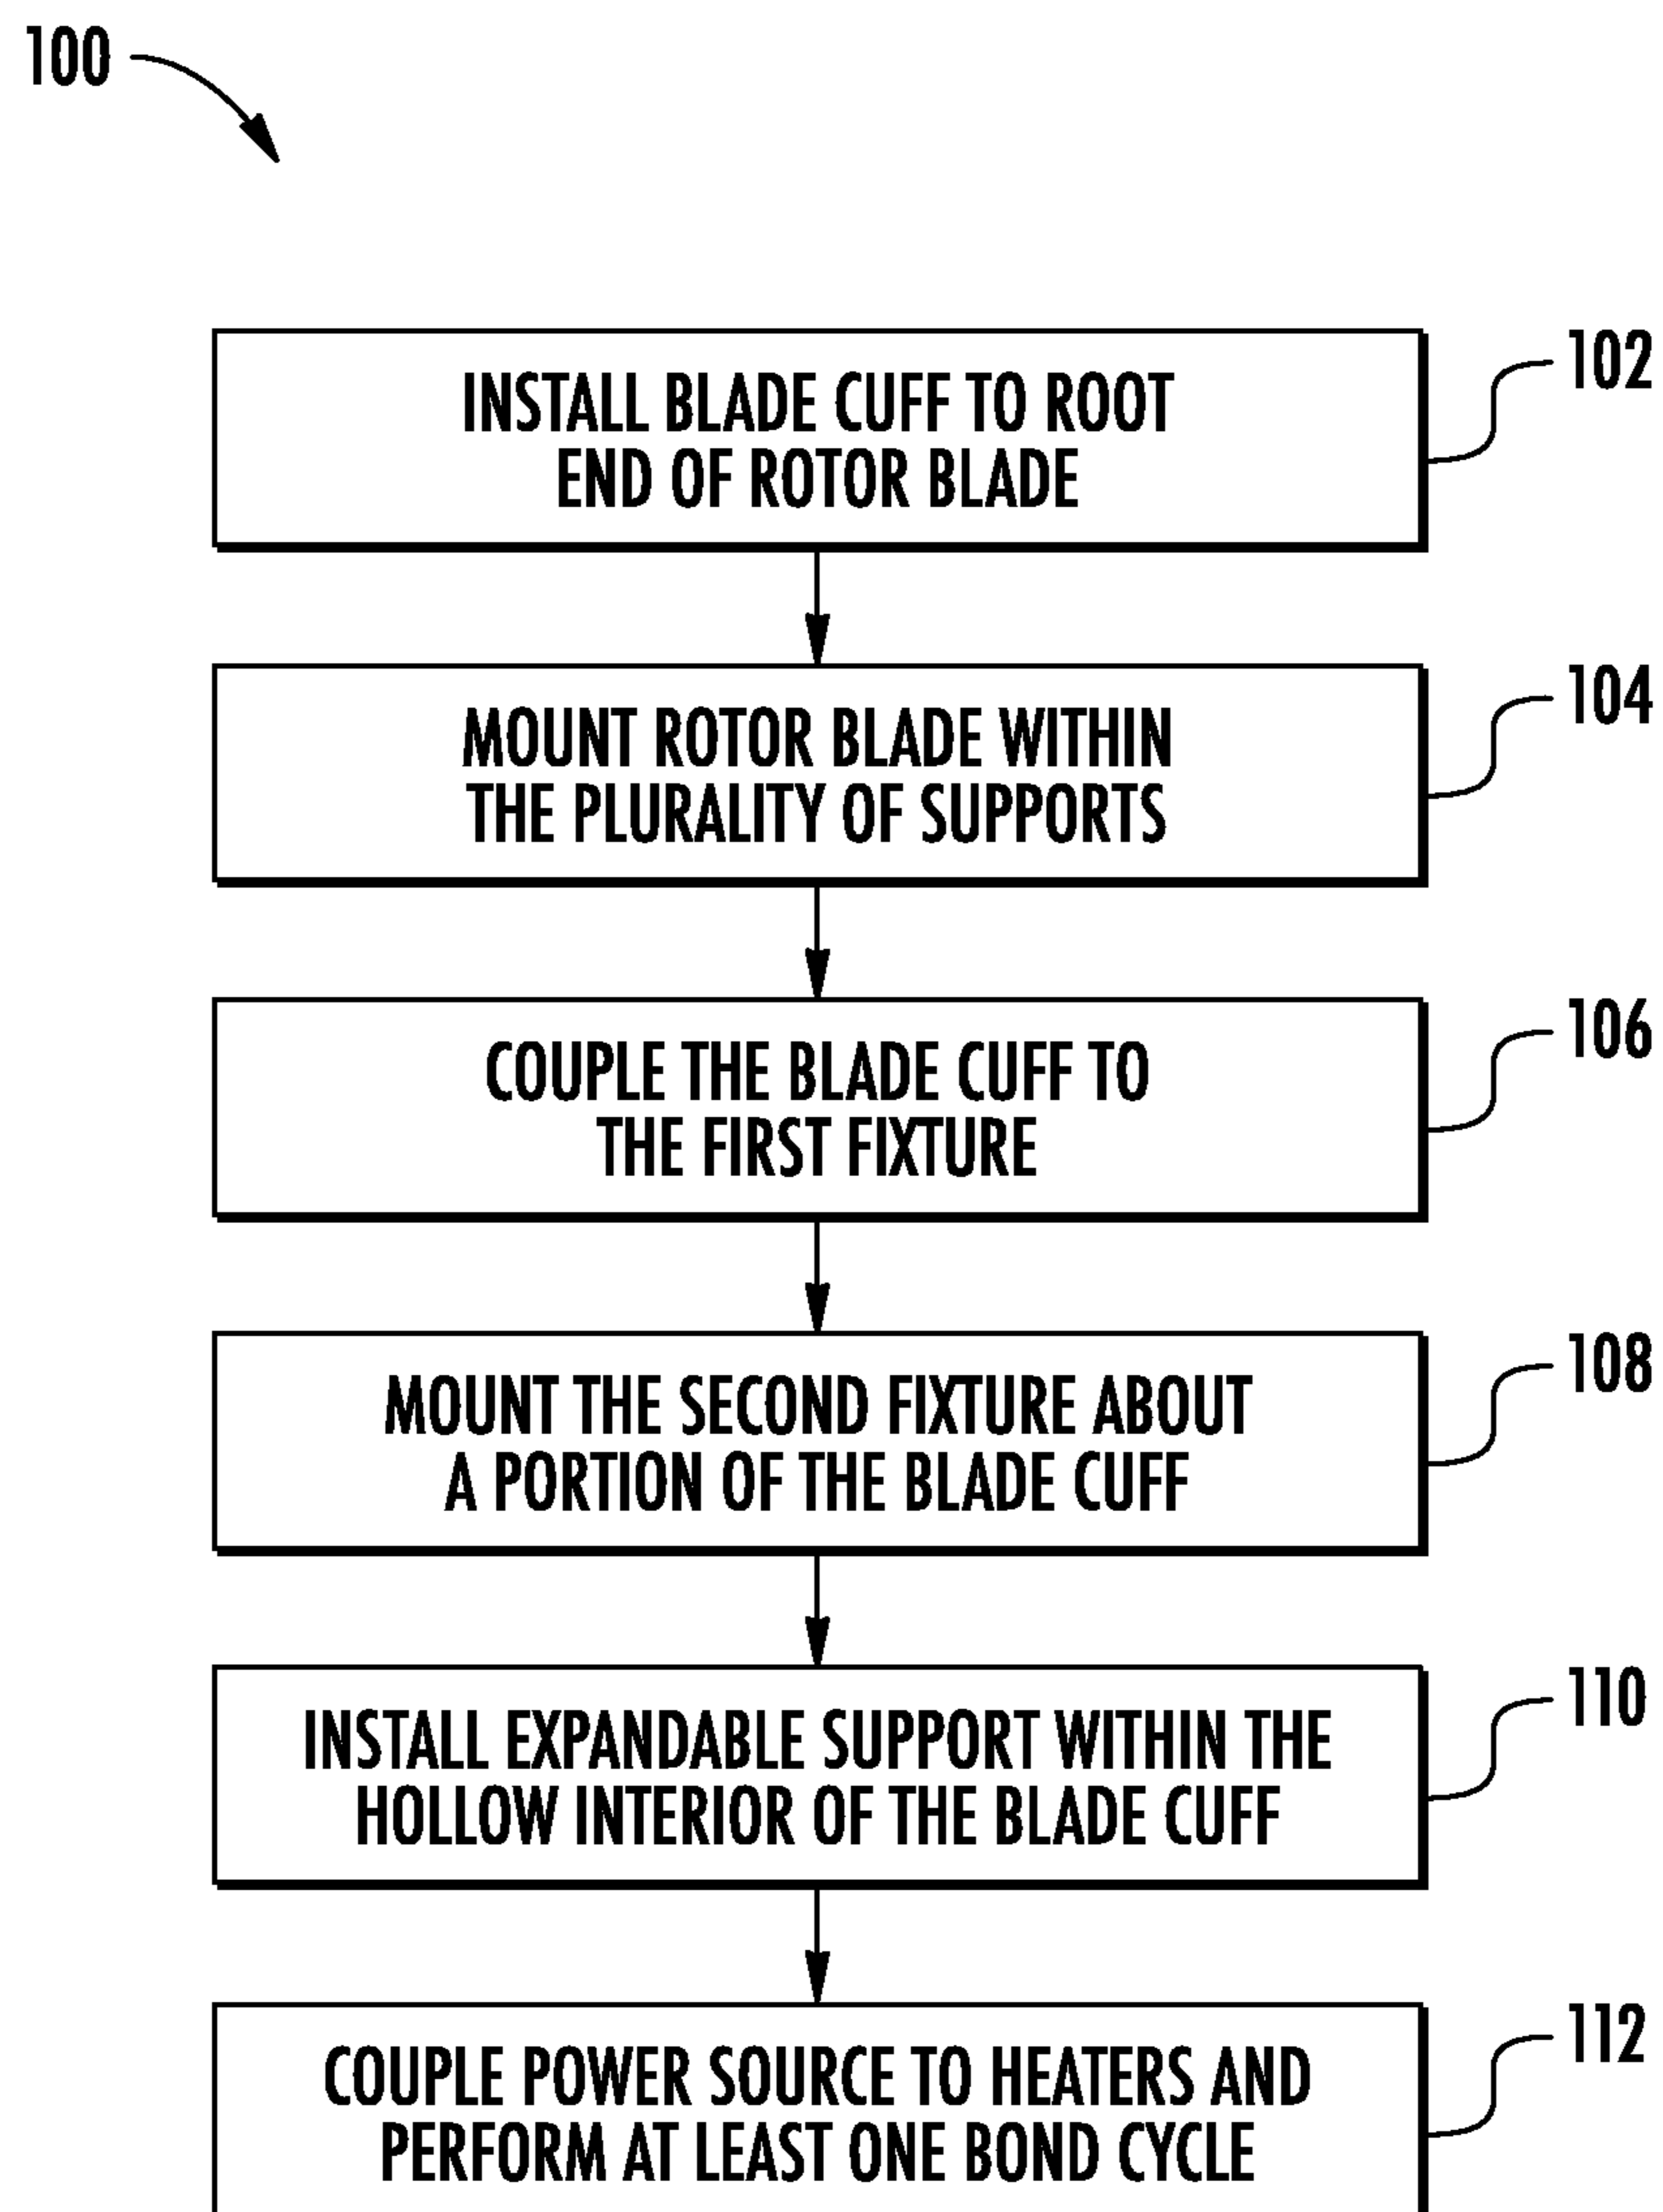 100
INSTALL BLADE CUFF TO ROOT
END OF ROTOR BLADE
102
MOUNT ROTOR BLADE WITHIN
THE PLURALITY OF SUPPORTS
104
COUPLE THE BLADE CUFF TO
THE FIRST FIXTURE
106
MOUNT THE SECOND FIXTURE ABOUT
A PORTION OF THE BLADE CUFF
108
INSTALL EXPANDABLE SUPPORT WITHIN THE
HOLLOW INTERIOR OF THE BLADE CUFF
110
COUPLE POWER SOURCE TO HEATERS AND
PERFORM AT LEAST ONE BOND CYCLE
112